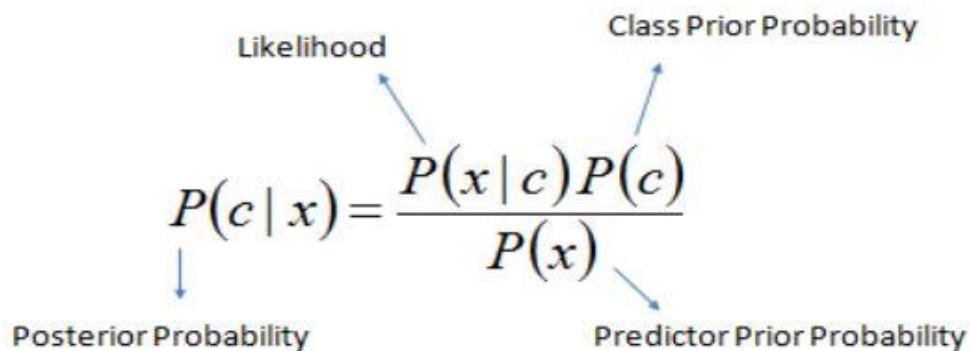 Likelihood
Class Prior Probability
P(c | x) = P(x | c)P(c) / P(x)
Posterior Probability
Predictor Prior Probability